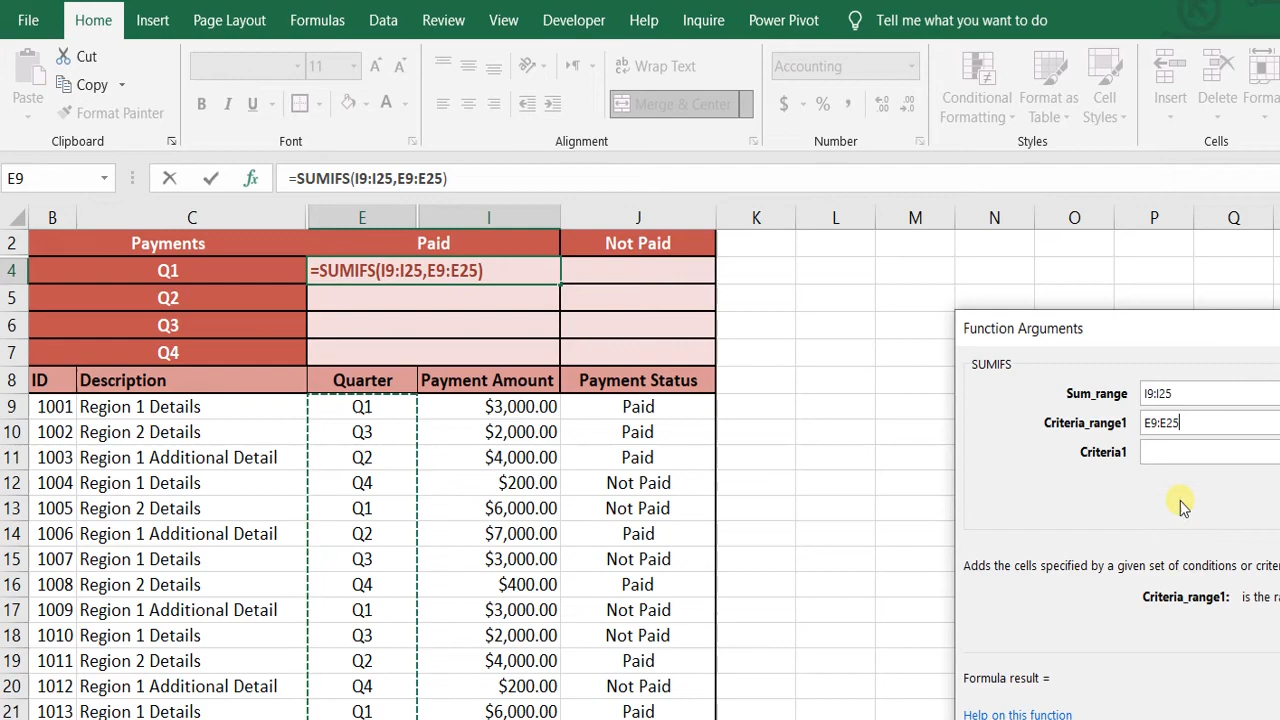 File Home Insert Page Layout Formulas Data Review View Developer Help Inquire Power Pivot Tell me what you want to do
Paste Cut Copy Format Painter
Clipboard
11 A A B I U A
Font
Wrap Text
Merge & Center
Alignment
Accounting
$ % ,
Number
Conditional Formatting Format as Table Cell Styles
Styles
Insert Delete
Cells
E9 fx =SUMIFS(I9:I25,E9:E25)
B C E I J K L M N O P Q
2 Payments Paid Not Paid
4 Q1 =SUMIFS(I9:I25,E9:E25)
5 Q2
6 Q3
7 Q4
8 ID Description Quarter Payment Amount Payment Status
9 1001 Region 1 Details Q1 $3,000.00 Paid
10 1002 Region 2 Details Q3 $2,000.00 Paid
11 1003 Region 1 Additional Detail Q2 $4,000.00 Paid
12 1004 Region 1 Details Q4 $200.00 Not Paid
13 1005 Region 2 Details Q1 $6,000.00 Not Paid
14 1006 Region 1 Additional Detail Q2 $7,000.00 Paid
15 1007 Region 1 Details Q3 $3,000.00 Not Paid
16 1008 Region 2 Details Q4 $400.00 Paid
17 1009 Region 1 Additional Detail Q1 $3,000.00 Not Paid
18 1010 Region 1 Details Q3 $2,000.00 Not Paid
19 1011 Region 2 Details Q2 $4,000.00 Paid
20 1012 Region 1 Additional Detail Q4 $200.00 Not Paid
21 1013 Region 1 Details Q1 $6,000.00 Paid
Function Arguments
SUMIFS
Sum_range I9:I25
Criteria_range1 E9:E25
Criteria1
Adds the cells specified by a given set of conditions or
Criteria_range1: is the
Formula result =
Help on this function